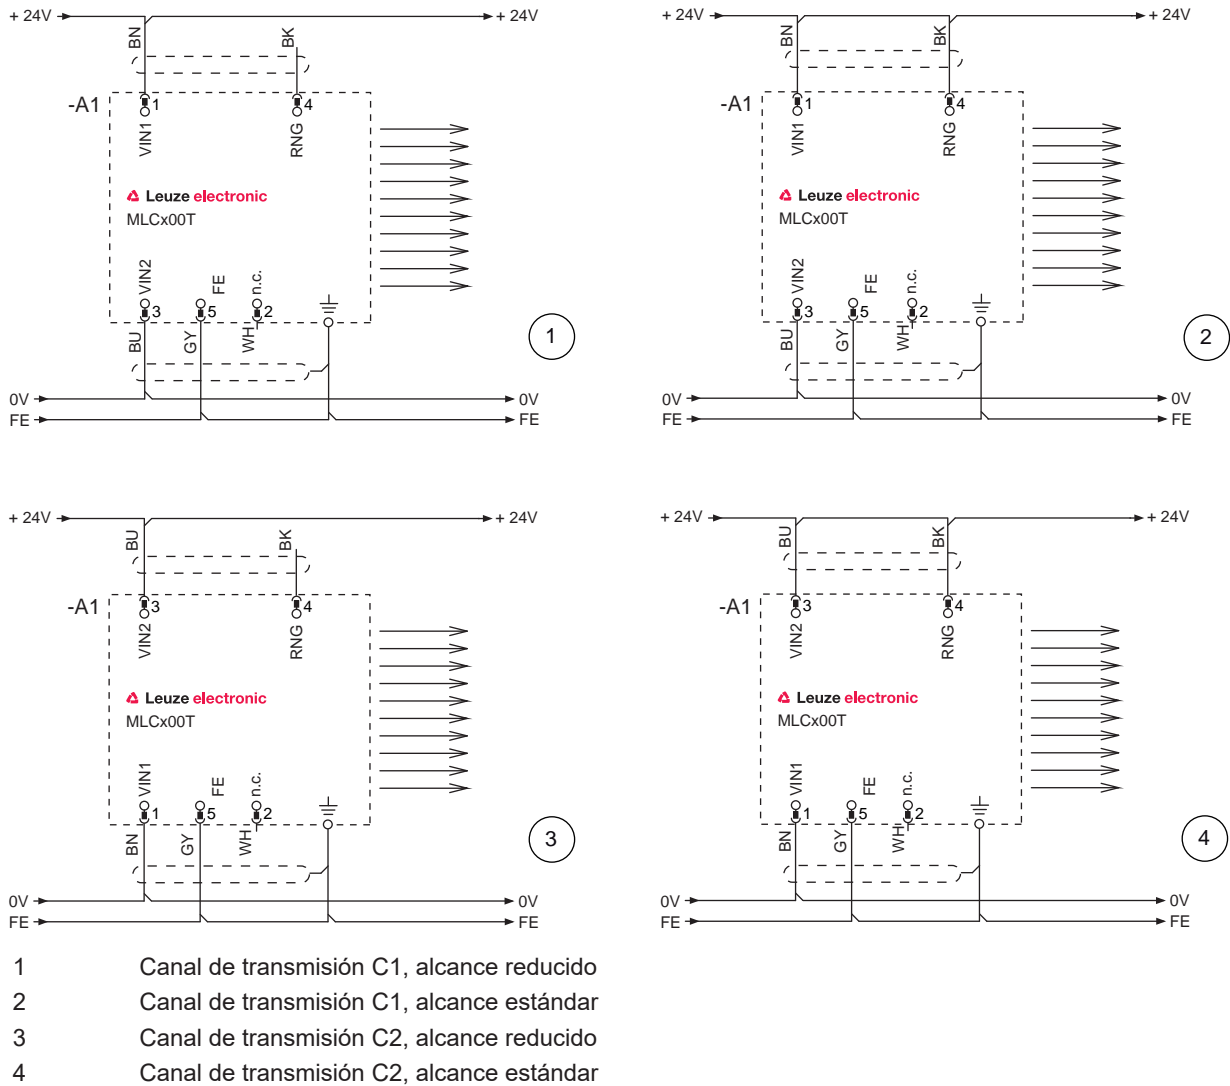 + 24V
+ 24V
BN
BK
-A1
1
4
VIN1
RNG
Leuze electronic
MLCx00T
VIN2
FE
n.c.
3
5
2
BU
GY
WH
1
0V
0V
FE
FE
+ 24V
+ 24V
BN
BK
-A1
1
4
VIN1
RNG
Leuze electronic
MLCx00T
VIN2
FE
n.c.
3
5
2
BU
GY
WH
2
0V
0V
FE
FE
+ 24V
+ 24V
BU
BK
-A1
3
4
VIN2
RNG
Leuze electronic
MLCx00T
VIN1
FE
n.c.
1
5
2
BN
GY
WH
3
0V
0V
FE
FE
+ 24V
+ 24V
BU
BK
-A1
3
4
VIN2
RNG
Leuze electronic
MLCx00T
VIN1
FE
n.c.
1
5
2
BN
GY
WH
4
0V
0V
FE
FE
1 Canal de transmisión C1, alcance reducido
2 Canal de transmisión C1, alcance estándar
3 Canal de transmisión C2, alcance reducido
4 Canal de transmisión C2, alcance estándar